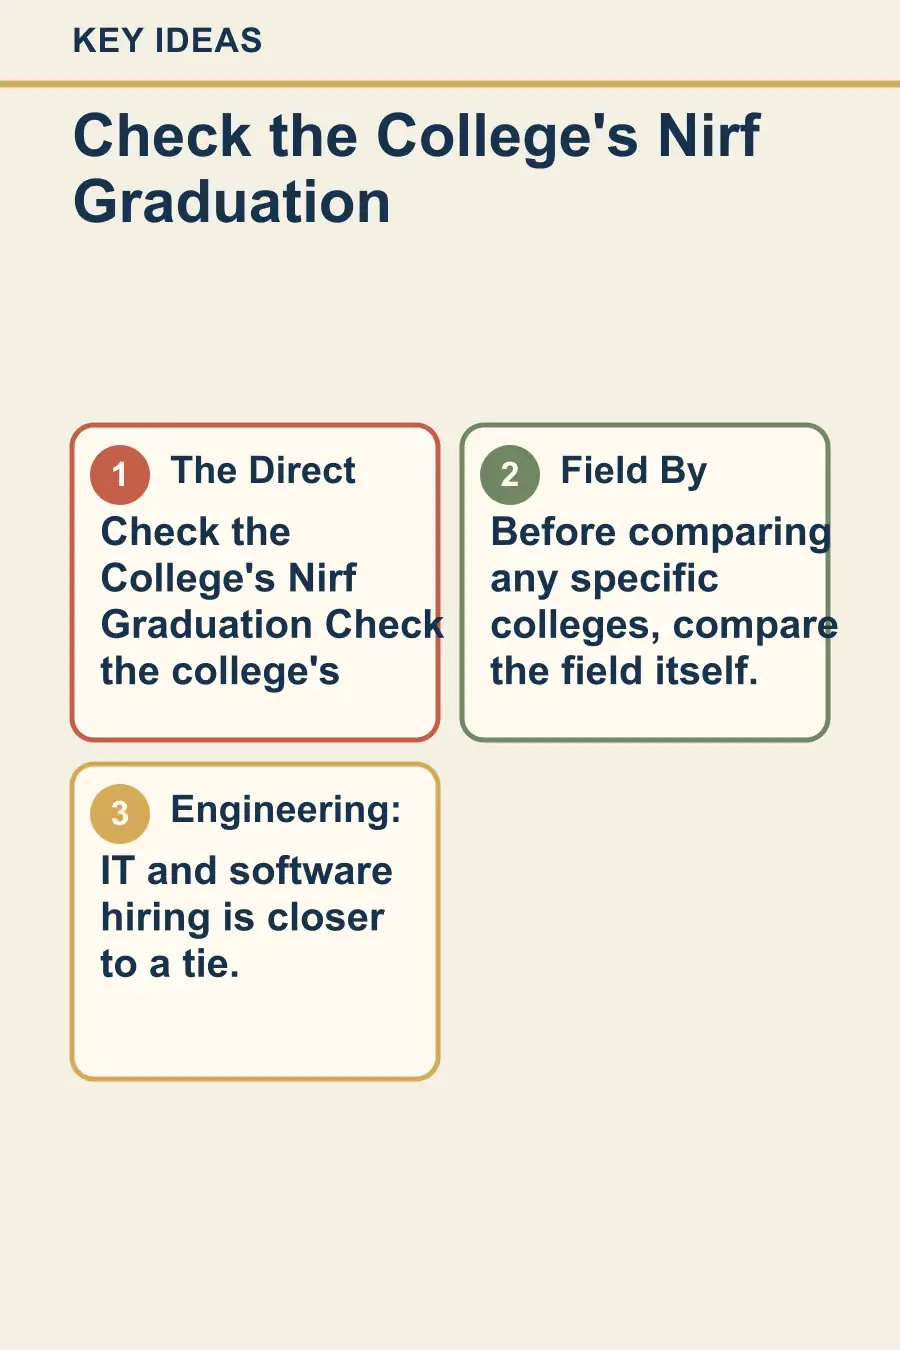 KEY IDEAS
Check the College's Nirf
Graduation
1 The Direct
Check the
College's Nirf
Graduation Check
the college's
2 Field By
Before comparing
any specific
colleges, compare
the field itself.
3 Engineering:
IT and software
hiring is closer
to a tie.